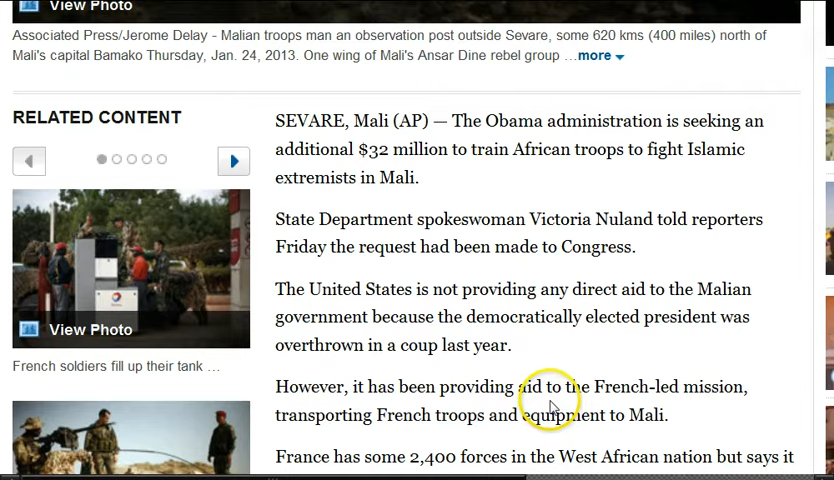 View Photo
Associated Press/Jerome Delay - Malian troops man an observation post outside Sevare, some 620 kms (400 miles) north of
Mali's capital Bamako Thursday, Jan. 24, 2013. One wing of Mali's Ansar Dine rebel group …more
RELATED CONTENT
View Photo
French soldiers fill up their tank …
SEVARE, Mali (AP) — The Obama administration is seeking an
additional $32 million to train African troops to fight Islamic
extremists in Mali.
State Department spokeswoman Victoria Nuland told reporters
Friday the request had been made to Congress.
The United States is not providing any direct aid to the Malian
government because the democratically elected president was
overthrown in a coup last year.
However, it has been providing aid to the French-led mission,
transporting French troops and equipment to Mali.
France has some 2,400 forces in the West African nation but says it